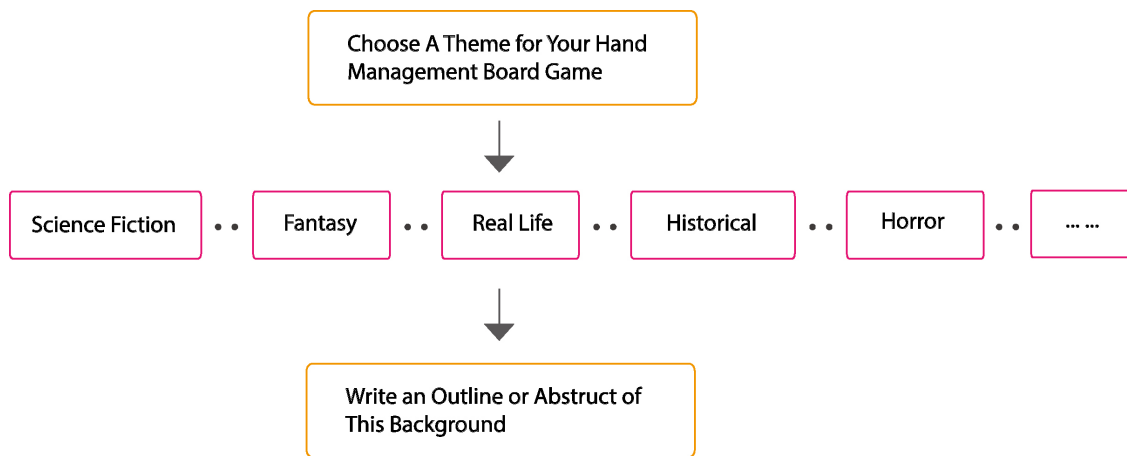 Choose A Theme for Your Hand
Management Board Game
Science Fiction
Fantasy
Real Life
Historical
Horror
... ...
Write an Outline or Abstruct of
This Background